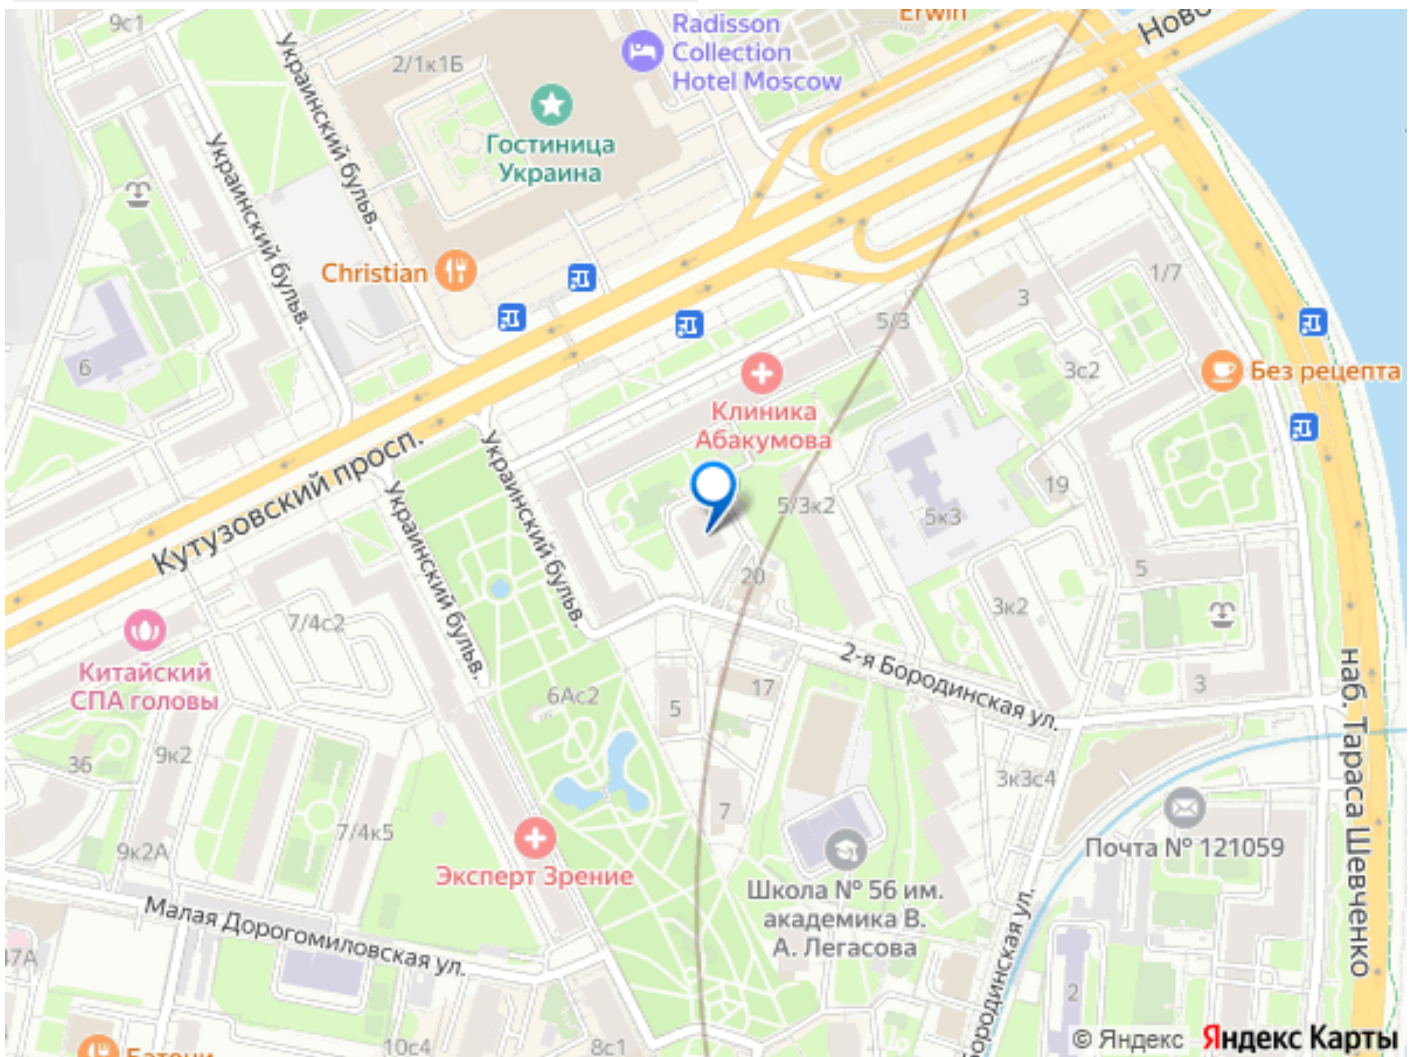 9с1
Украинский бульв.
2/1к1Б
Radisson
Collection
Hotel Moscow
Erwin
Украинский бульв.
Гостиница
Украина
Christian
1/7
3
5/3
6
3с2
Без рецепта
Клиника
Абакумова
Кутузовский просп.
Украинский бульв.
Украинский бульв.
5/3к2
5к3
19
20
5
3к2
7/4с2
Китайский
СПА головы
2-я Бородинская ул.
6Ас2
5
17
3
наб. Тараса Шевченко
36
9к2
7/4к5
9к2А
7
3к3с4
Почта № 121059
Эксперт Зрение
Школа № 56 им.
академика В.
А. Легасова
Малая Дорогомиловская ул.
Бородинская ул.
47А
2
10с4
8с1
© Яндекс Яндекс Карты